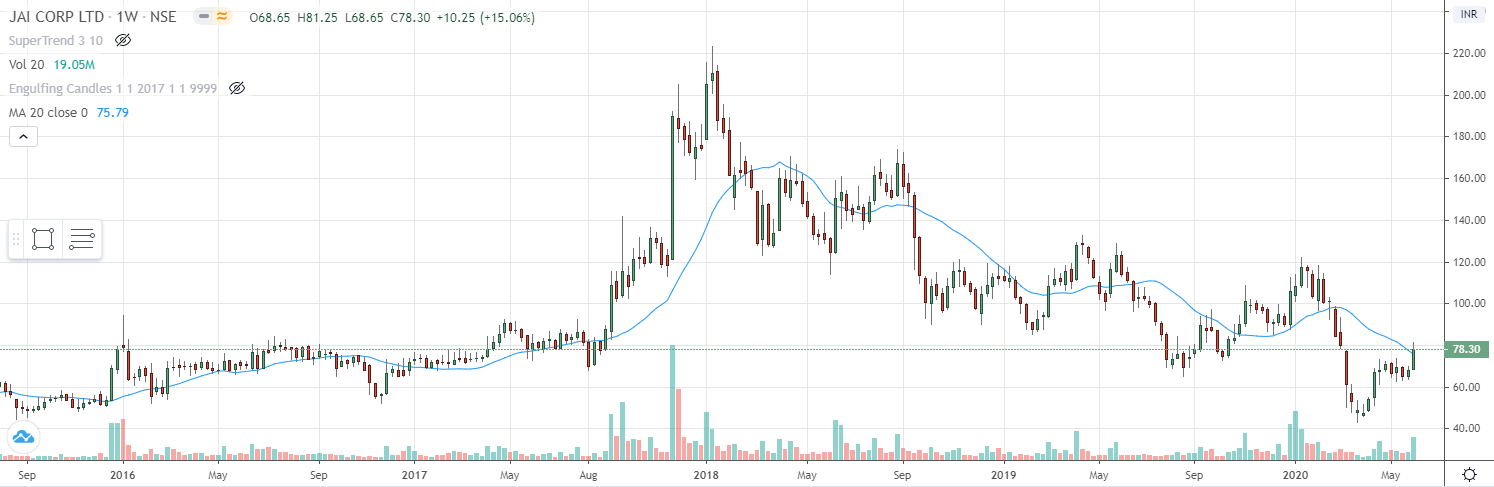 JAI CORP LTD · 1W · NSE O68.65 H81.25 L68.65 C78.30 +10.25 (+15.06%)
INR
SuperTrend 3 10
Vol 20 19.05M
Engulfing Candles 1 1 2017 1 1 9999
MA 20 close 0 75.79
220.00
200.00
180.00
160.00
140.00
120.00
100.00
78.30
60.00
40.00
Sep 2016 May Sep 2017 May Aug 2018 May Sep 2019 May Sep 2020 May